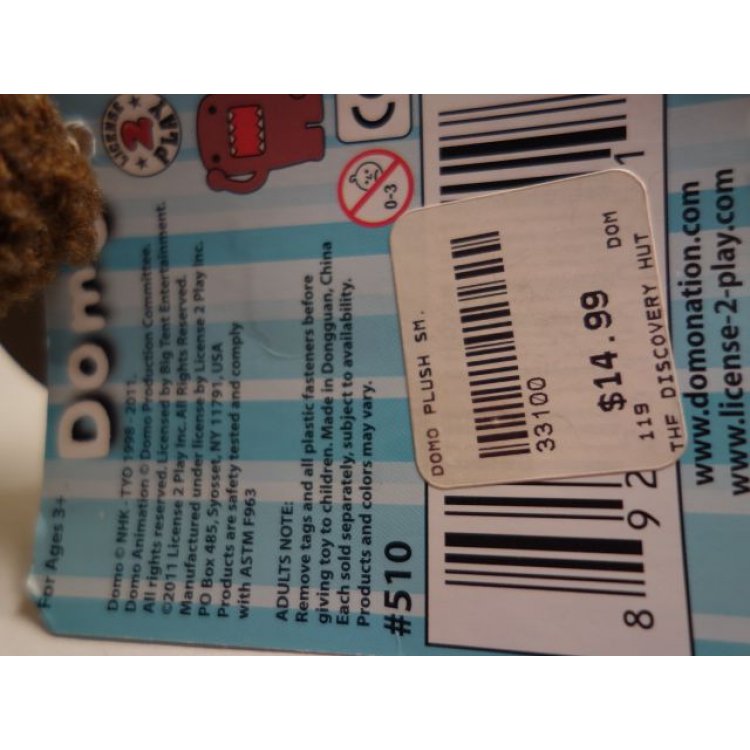 For Ages 3+
LICENSE
2
PLAY
Domo
Domo © NHK - TYO 1998 - 2011.
Domo Animation © Domo Production Committee.
All rights reserved. Licensed by Big Tent Entertainment.
©2011 License 2 Play Inc. All Rights Reserved.
Manufactured under license by License 2 Play Inc.
PO Box 485, Syosset, NY 11791, USA
Products are safety tested and comply
with ASTM F963
ADULTS NOTE:
Remove tags and all plastic fasteners before
giving toy to children. Made in Dongguan, China
Each sold separately, subject to availability.
Products and colors may vary.
#510
0-3
DOMO PLUSH SM.
33100
$14.99
119 DOM
THE DISCOVERY HUT
8 92 1
www.domonation.com
www.license-2-play.com